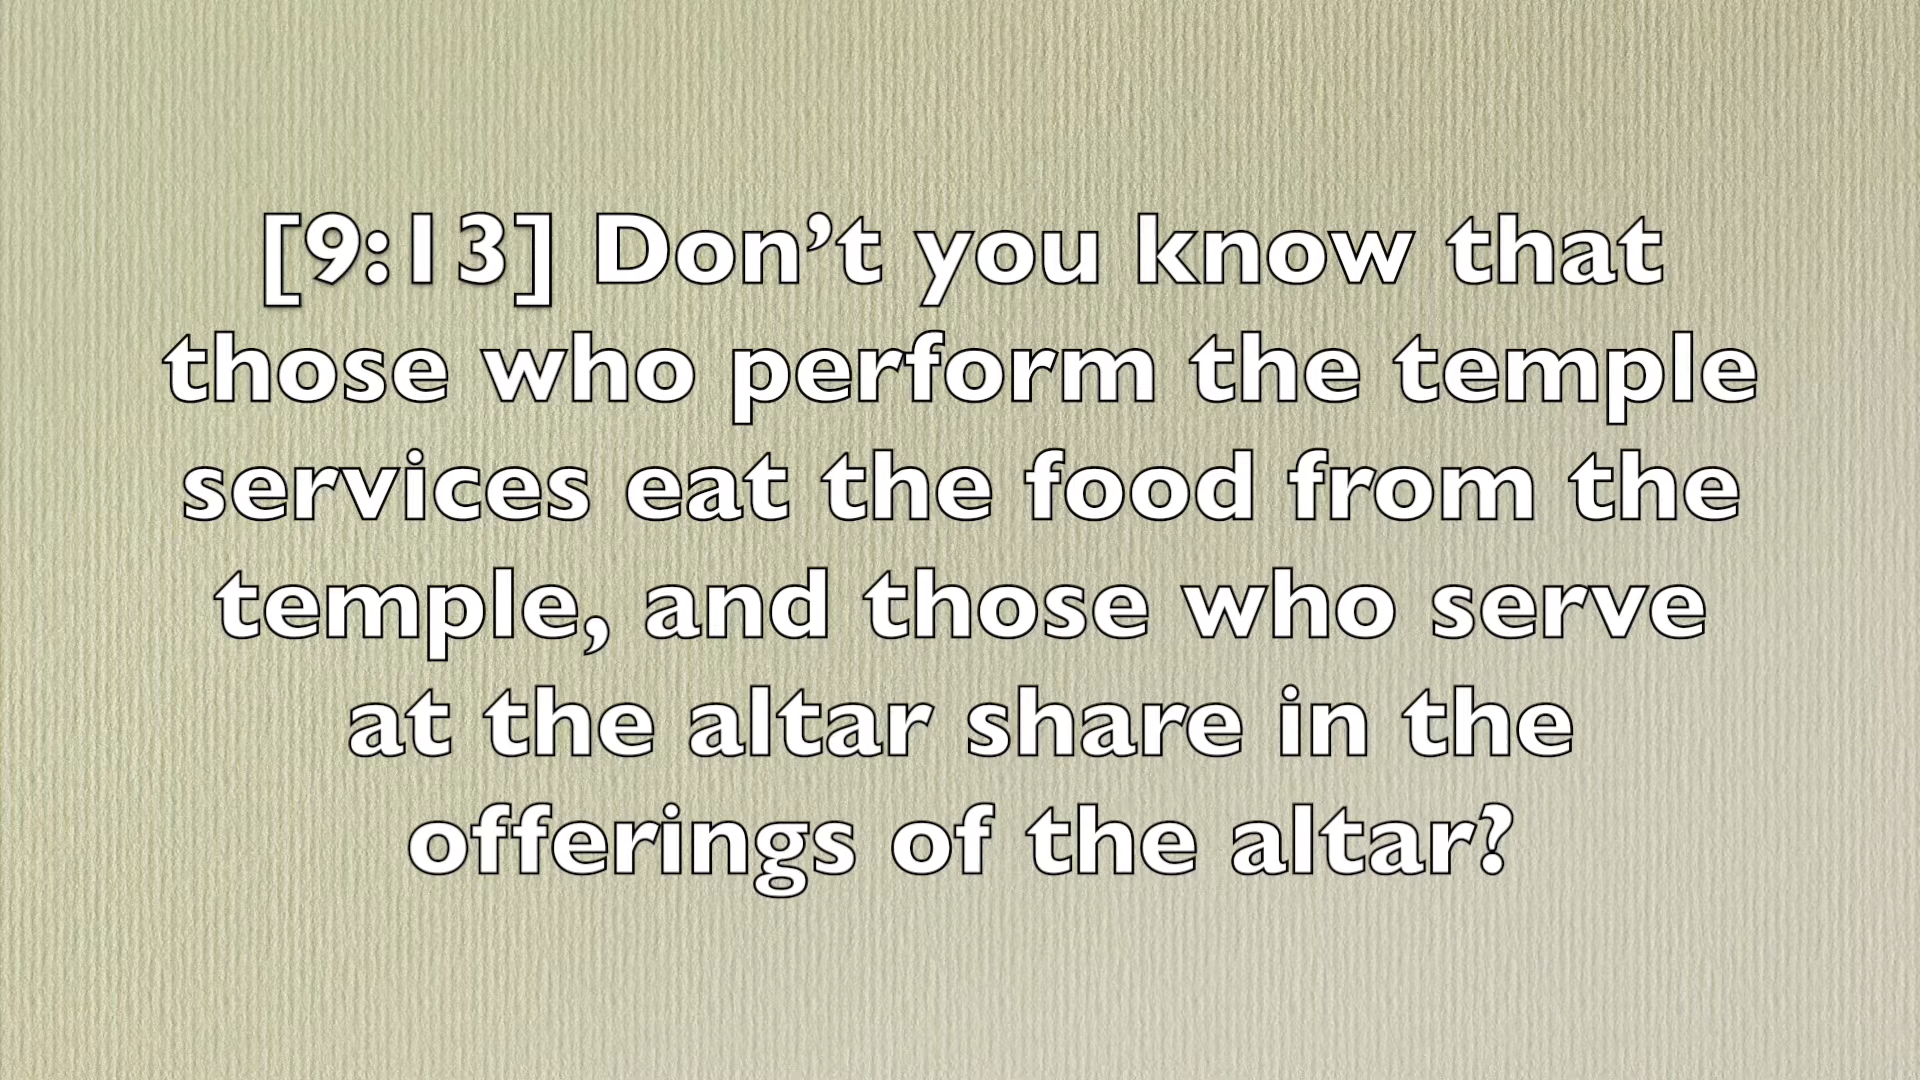 [9:13] Don’t you know that
those who perform the temple
services eat the food from the
temple, and those who serve
at the altar share in the
offerings of the altar?